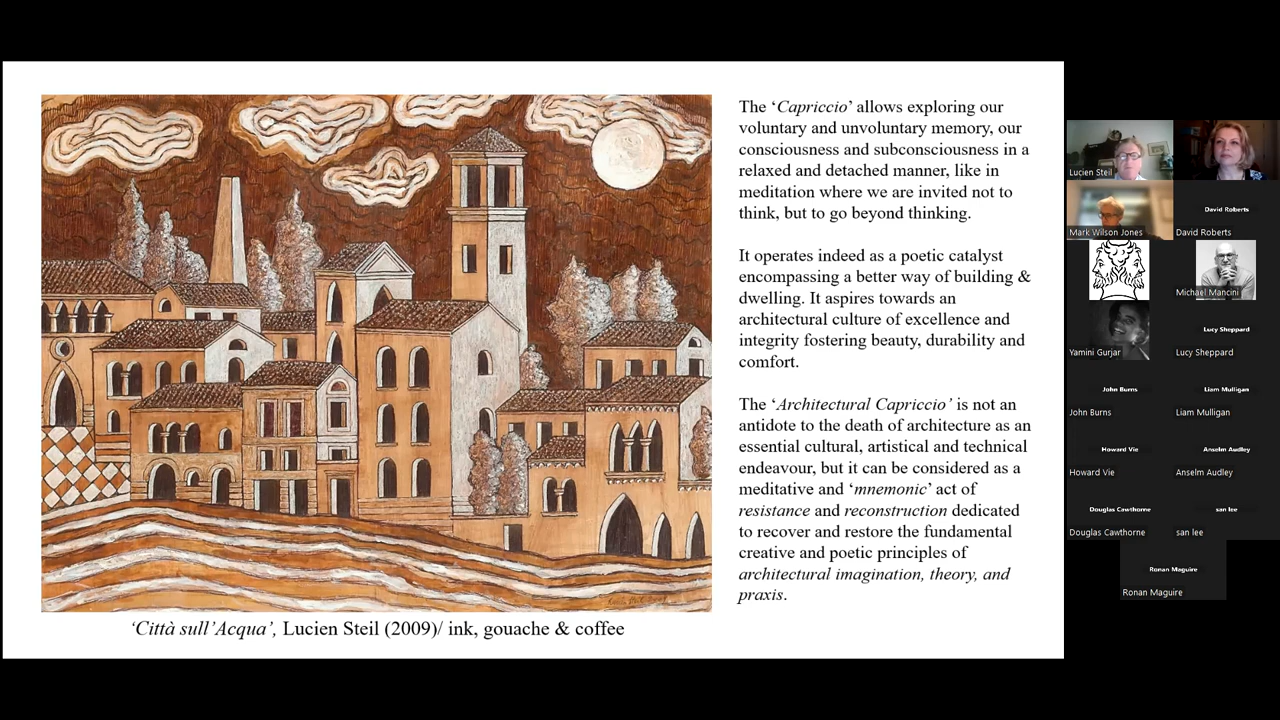 The ‘Capriccio’ allows exploring our
voluntary and unvoluntary memory, our
consciousness and subconsciousness in a
relaxed and detached manner, like in
meditation where we are invited not to
think, but to go beyond thinking.
It operates indeed as a poetic catalyst
encompassing a better way of building &
dwelling. It aspires towards an
architectural culture of excellence and
integrity fostering beauty, durability and
comfort.
The ‘Architectural Capriccio’ is not an
antidote to the death of architecture as an
essential cultural, artistical and technical
endeavour, but it can be considered as a
meditative and ‘mnemonic’ act of
resistance and reconstruction dedicated
to recover and restore the fundamental
creative and poetic principles of
architectural imagination, theory, and
praxis.
‘Città sull’Acqua’, Lucien Steil (2009)/ ink, gouache & coffee
Lucien Steil
Mark Wilson Jones
David Roberts
David Roberts
Michael Mancini
Yamini Gurjar
Lucy Sheppard
Lucy Sheppard
John Burns
John Burns
Liam Mulligan
Liam Mulligan
Howard Vie
Howard Vie
Anselm Audley
Anselm Audley
Douglas Cawthorne
Douglas Cawthorne
san lee
san lee
Ronan Maguire
Ronan Maguire